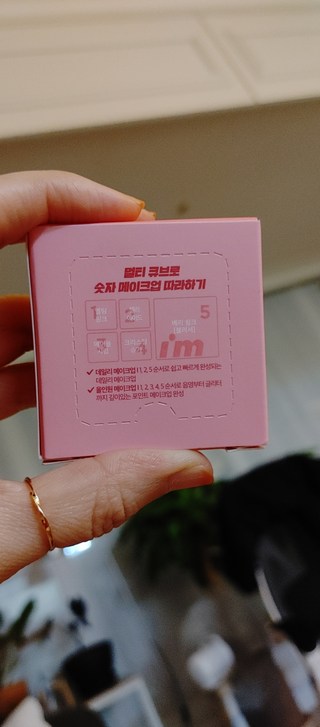 멀티 큐브로
숫자 메이크업 따라하기
1
2
5
3
4
i'm
데일리 메이크업 l 1, 2, 5 순서로 쉽고 빠르게 완성되는
데일리 메이크업
올인원 메이크업 l 1, 2, 3, 4, 5 순서로 음영부터 글리터
까지 깊이있는 포인트 메이크업 완성